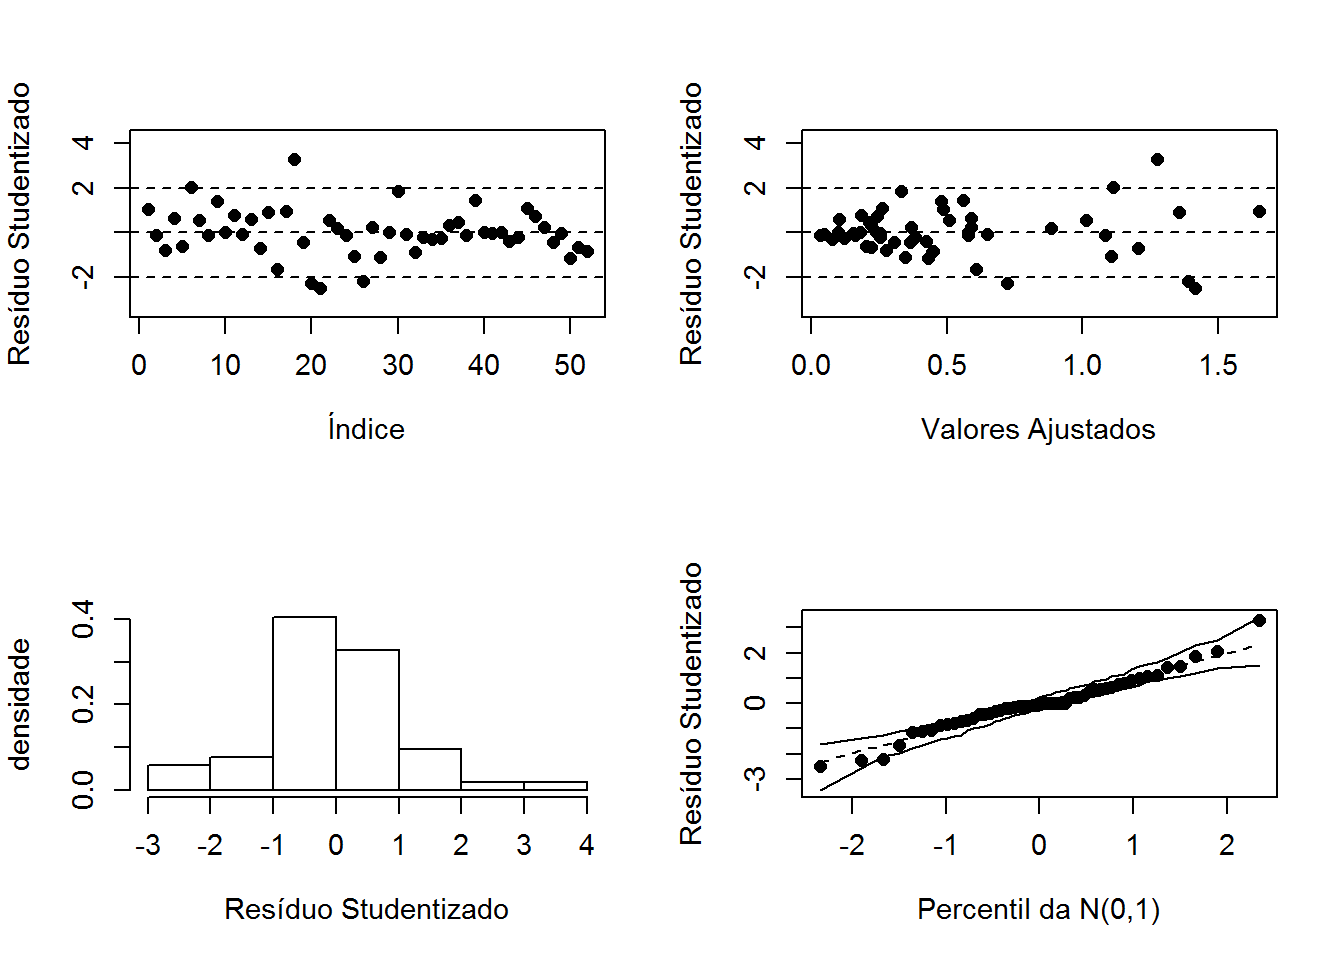 Resíduo Studentizado
4
2
-2
0 10 20 30 40 50
Índice
Resíduo Studentizado
4
2
-2
0.0 0.5 1.0 1.5
Valores Ajustados
densidade
0.4
0.2
0.0
-3 -2 -1 0 1 2 3 4
Resíduo Studentizado
Resíduo Studentizado
2
0
-3
-2 -1 0 1 2
Percentil da N(0,1)